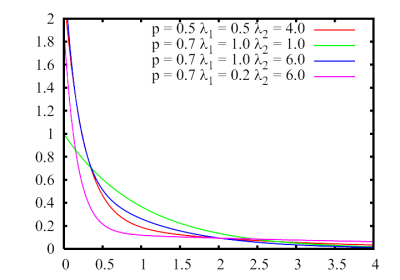 2
p = 0.5 λ₁ = 0.5 λ₂ = 4.0
1.8
p = 0.7 λ₁ = 1.0 λ₂ = 1.0
p = 0.7 λ₁ = 1.0 λ₂ = 6.0
1.6
p = 0.7 λ₁ = 0.2 λ₂ = 6.0
1.4
1.2
1
0.8
0.6
0.4
0.2
0
0 0.5 1 1.5 2 2.5 3 3.5 4